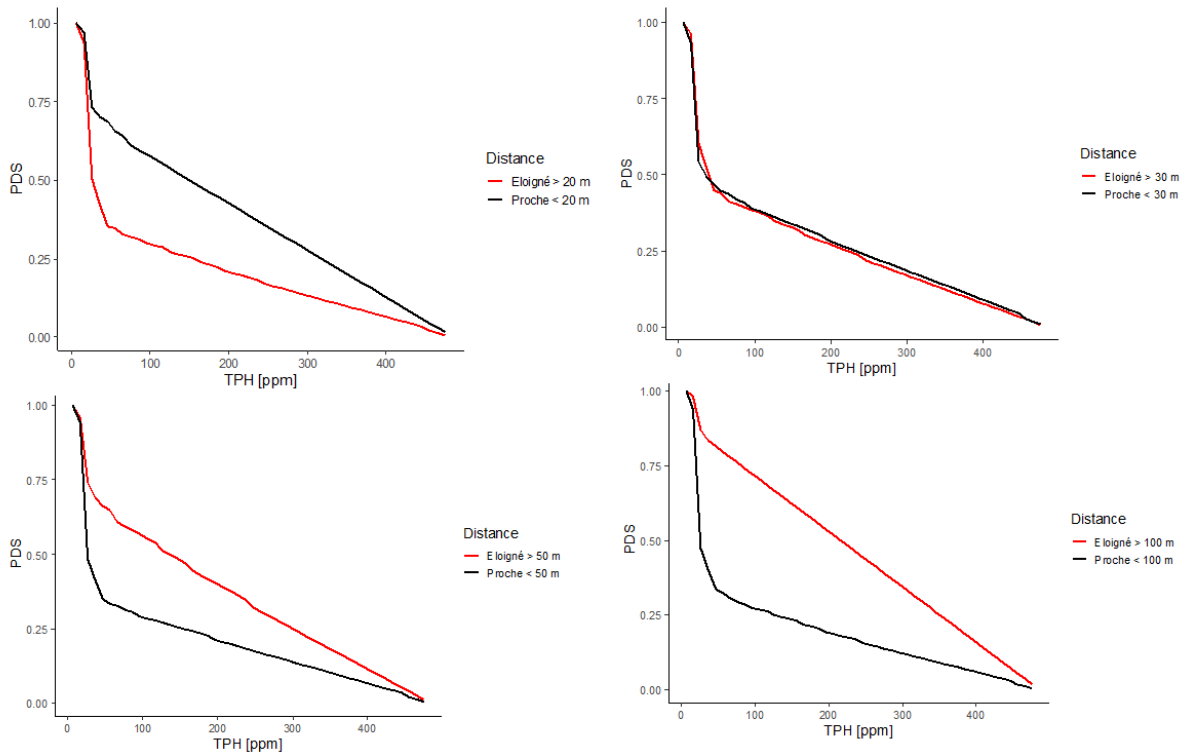 1.00
0.75
0.50
0.25
0.00
PDS
0
100
200
300
400
TPH [ppm]
Distance
Eloigné > 20 m
Proche < 20 m
1.00
0.75
0.50
0.25
0.00
PDS
0
100
200
300
400
TPH [ppm]
Distance
Eloigné > 30 m
Proche < 30 m
1.00
0.75
0.50
0.25
0.00
PDS
0
100
200
300
400
TPH [ppm]
Distance
Eloigné > 50 m
Proche < 50 m
1.00
0.75
0.50
0.25
0.00
PDS
0
100
200
300
400
TPH [ppm]
Distance
Eloigné > 100 m
Proche < 100 m